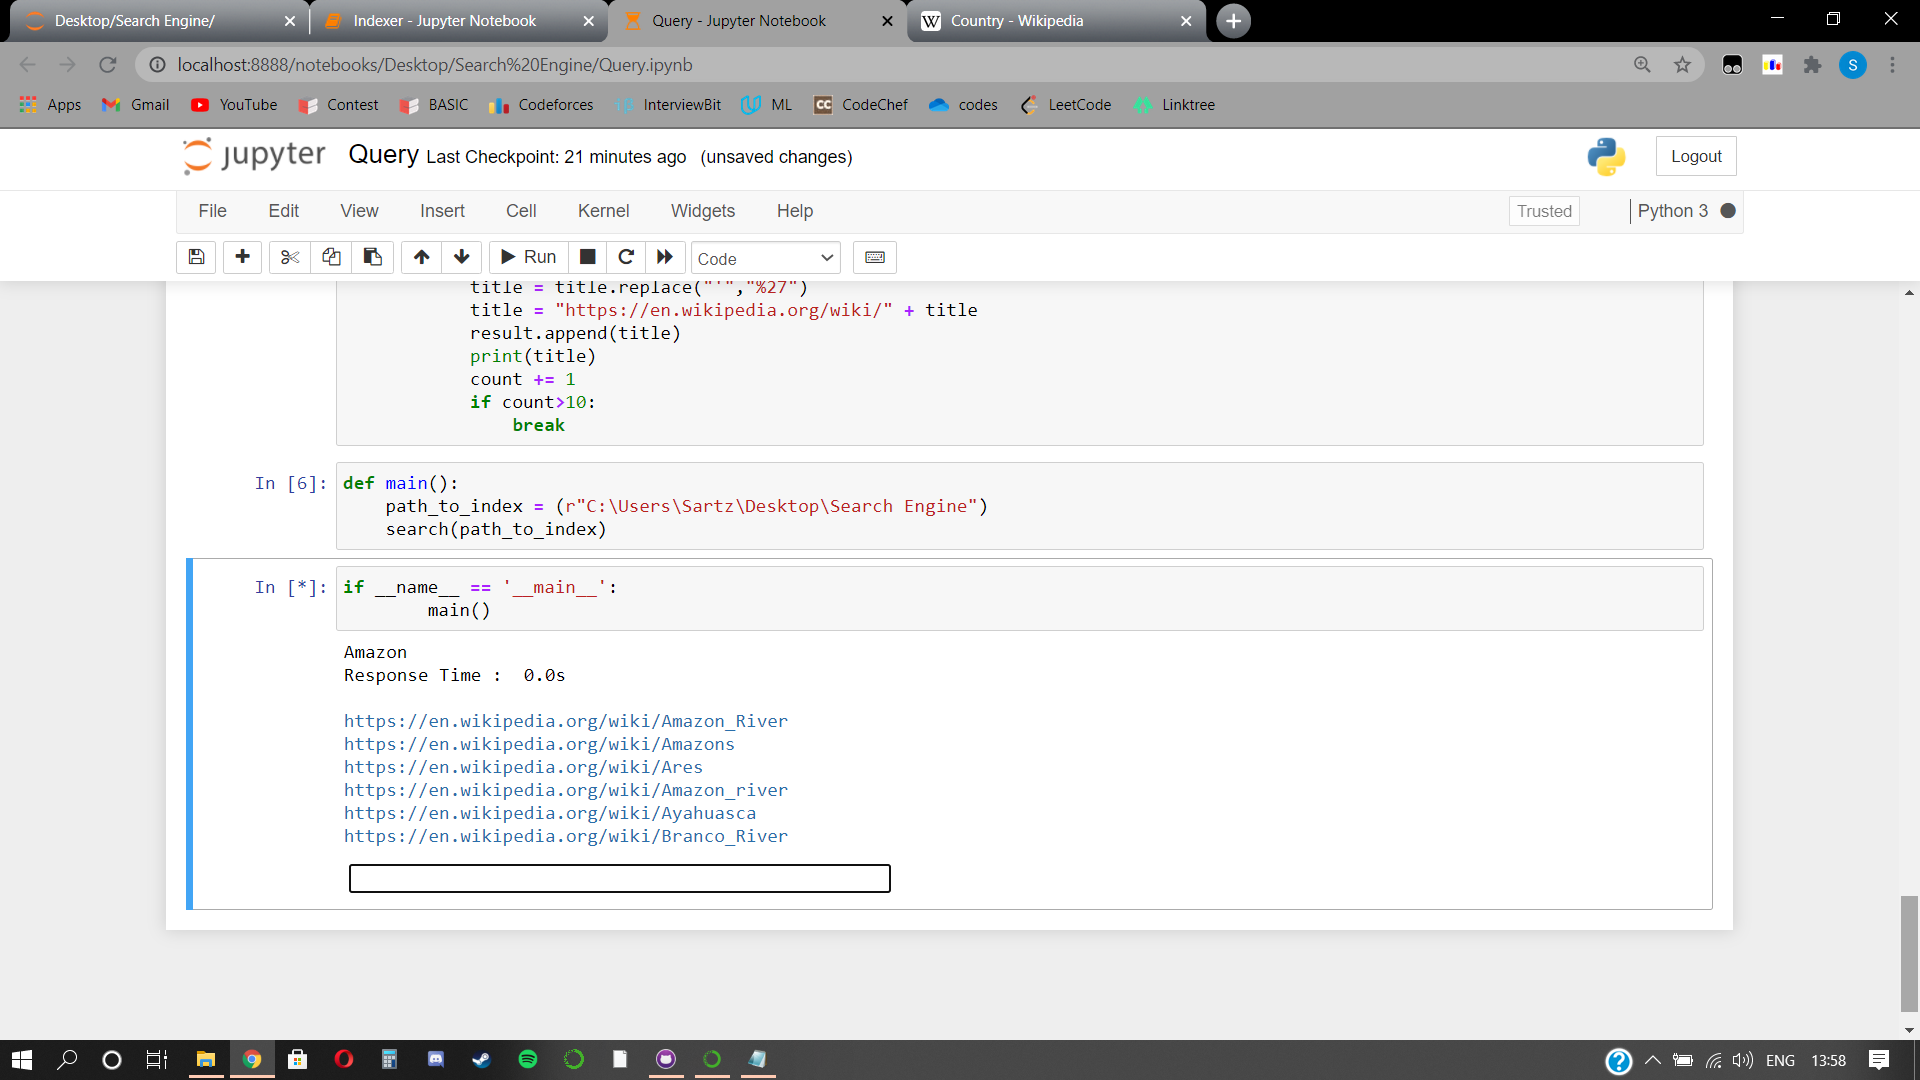 Desktop/Search Engine/
Indexer - Jupyter Notebook
Query - Jupyter Notebook
W Country - Wikipedia
localhost:8888/notebooks/Desktop/Search%20Engine/Query.ipynb
S
Apps Gmail YouTube Contest BASIC Codeforces InterviewBit ML CC CodeChef codes LeetCode Linktree
jupyter Query Last Checkpoint: 21 minutes ago (unsaved changes)
Logout
File Edit View Insert Cell Kernel Widgets Help
Trusted
Python 3
Run
Code
title = title.replace("'","%27")
title = "https://en.wikipedia.org/wiki/" + title
result.append(title)
print(title)
count += 1
if count>10:
break
In [6]: def main():
path_to_index = (r"C:\Users\Sartz\Desktop\Search Engine")
search(path_to_index)
In [*]: if __name__ == '__main__':
main()
Amazon
Response Time :  0.0s
https://en.wikipedia.org/wiki/Amazon_River
https://en.wikipedia.org/wiki/Amazons
https://en.wikipedia.org/wiki/Ares
https://en.wikipedia.org/wiki/Amazon_river
https://en.wikipedia.org/wiki/Ayahuasca
https://en.wikipedia.org/wiki/Branco_River
ENG 13:58